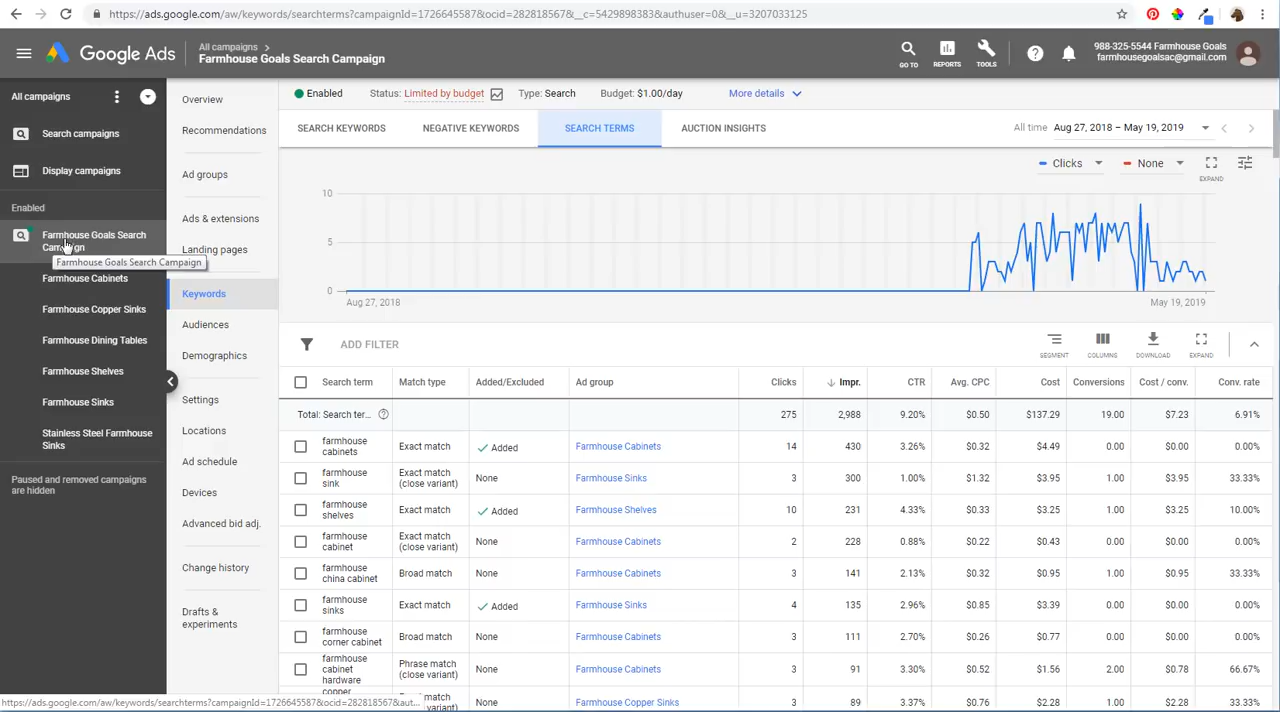 https://ads.google.com/aw/keywords/searchterms?campaignId=1726645587&ocid=282818567&__c=5429898383&authuser=0&__u=3207033125
Google Ads
All campaigns >
Farmhouse Goals Search Campaign
GO TO
REPORTS
TOOLS
988-325-5544 Farmhouse Goals
farmhousegoalsac@gmail.com
All campaigns
Search campaigns
Display campaigns
Enabled
Farmhouse Goals Search
Campaign
Farmhouse Goals Search Campaign
Farmhouse Cabinets
Farmhouse Copper Sinks
Farmhouse Dining Tables
Farmhouse Shelves
Farmhouse Sinks
Stainless Steel Farmhouse
Sinks
Paused and removed campaigns
are hidden
Overview
Recommendations
Ad groups
Ads & extensions
Landing pages
Keywords
Audiences
Demographics
Settings
Locations
Ad schedule
Devices
Advanced bid adj.
Change history
Drafts &
experiments
Enabled Status: Limited by budget Type: Search Budget: $1.00/day More details
SEARCH KEYWORDS NEGATIVE KEYWORDS SEARCH TERMS AUCTION INSIGHTS
All time Aug 27, 2018 – May 19, 2019
Clicks None
EXPAND
10
5
0
Aug 27, 2018 May 19, 2019
ADD FILTER
SEGMENT COLUMNS DOWNLOAD EXPAND
Search term Match type Added/Excluded Ad group Clicks Impr. CTR Avg. CPC Cost Conversions Cost / conv. Conv. rate
Total: Search ter... 275 2,988 9.20% $0.50 $137.29 19.00 $7.23 6.91%
farmhouse
cabinets Exact match Added Farmhouse Cabinets 14 430 3.26% $0.32 $4.49 0.00 $0.00 0.00%
farmhouse
sink Exact match
(close variant) None Farmhouse Sinks 3 300 1.00% $1.32 $3.95 1.00 $3.95 33.33%
farmhouse
shelves Exact match Added Farmhouse Shelves 10 231 4.33% $0.33 $3.25 1.00 $3.25 10.00%
farmhouse
cabinet Exact match
(close variant) None Farmhouse Cabinets 2 228 0.88% $0.22 $0.43 0.00 $0.00 0.00%
farmhouse
china cabinet Broad match None Farmhouse Cabinets 3 141 2.13% $0.32 $0.95 1.00 $0.95 33.33%
farmhouse
sinks Exact match Added Farmhouse Sinks 4 135 2.96% $0.85 $3.39 0.00 $0.00 0.00%
farmhouse
corner cabinet Broad match None Farmhouse Cabinets 3 111 2.70% $0.26 $0.77 0.00 $0.00 0.00%
farmhouse
cabinet
hardware Phrase match
(close variant) None Farmhouse Cabinets 3 91 3.30% $0.52 $1.56 2.00 $0.78 66.67%
copper
match
(close variant) None Farmhouse Copper Sinks 3 89 3.37% $0.76 $2.28 1.00 $2.28 33.33%
https://ads.google.com/aw/keywords/searchterms?campaignId=1726645587&ocid=282818567&aut...